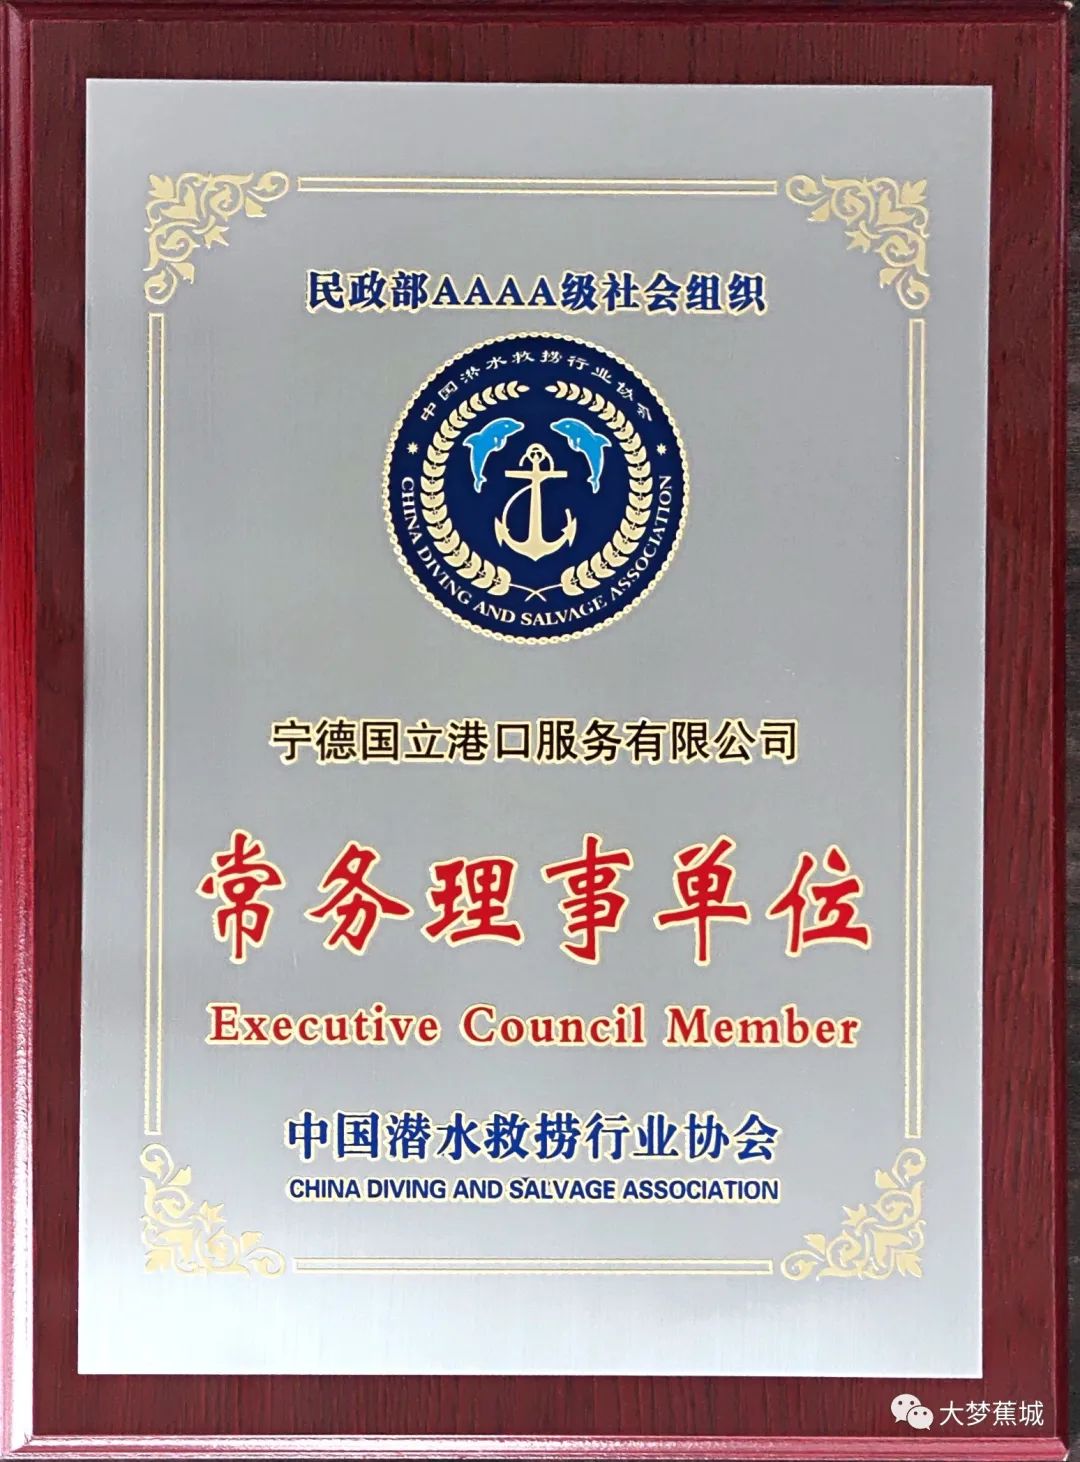 民政部AAAA级社会组织
中国潜水救捞行业协会
CHINA DIVING AND SALVAGE ASSOCIATION
宁德国立港口服务有限公司
常务理事单位
Executive Council Member
中国潜水救捞行业协会
CHINA DIVING AND SALVAGE ASSOCIATION
大梦蕉城